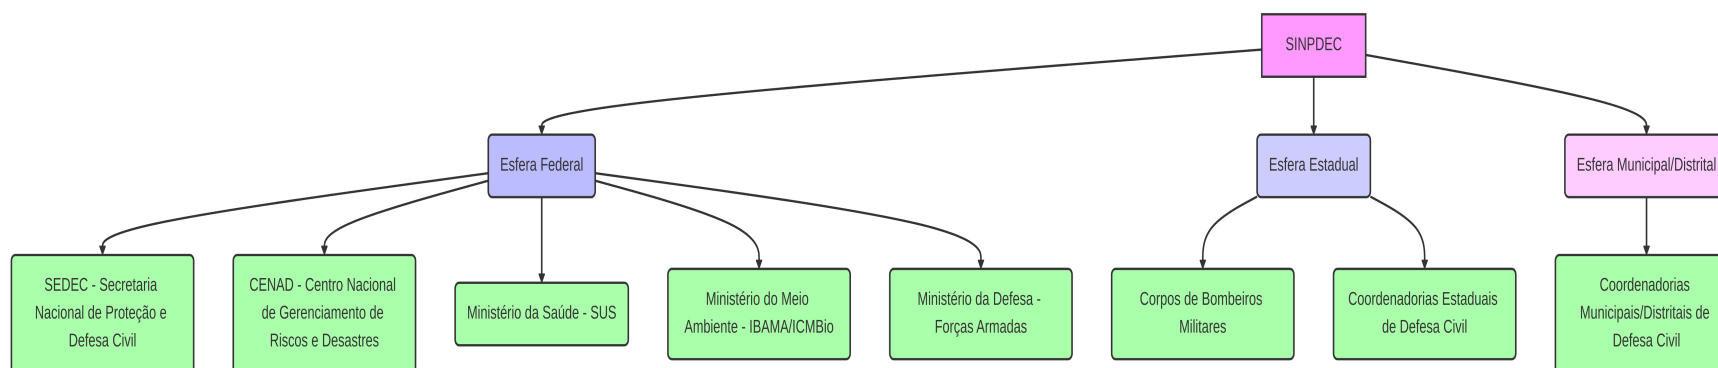 SINPDEC
Esfera Federal
Esfera Estadual
Esfera Municipal/Distrital
SEDEC - Secretaria
Nacional de Proteção e
Defesa Civil
CENAD - Centro Nacional
de Gerenciamento de
Riscos e Desastres
Ministério da Saúde - SUS
Ministério do Meio
Ambiente - IBAMA/ICMBio
Ministério da Defesa -
Forças Armadas
Corpos de Bombeiros
Militares
Coordenadorias Estaduais
de Defesa Civil
Coordenadorias
Municipais/Distritais de
Defesa Civil